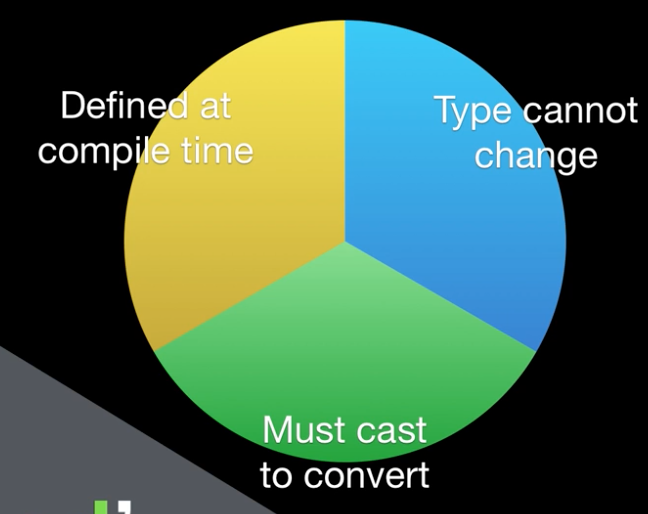 Defined at
compile time
Type cannot
change
Must cast
to convert